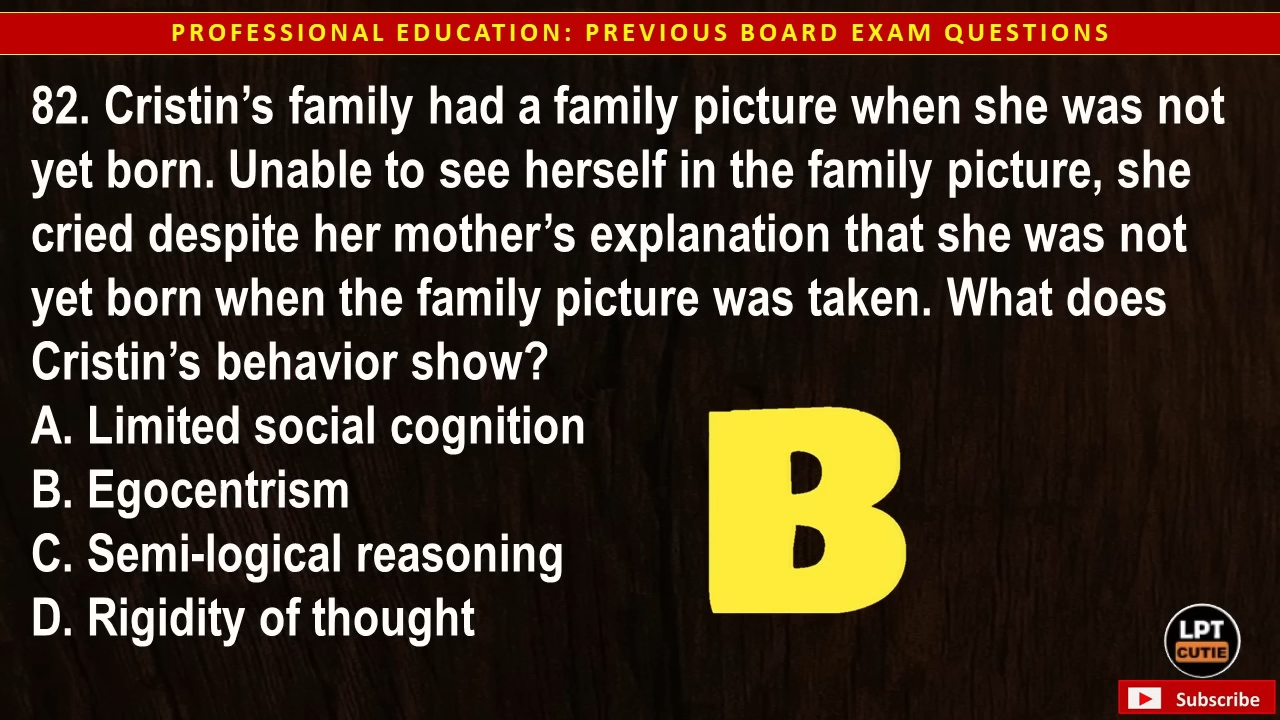 PROFESSIONAL EDUCATION: PREVIOUS BOARD EXAM QUESTIONS
82. Cristin’s family had a family picture when she was not
yet born. Unable to see herself in the family picture, she
cried despite her mother’s explanation that she was not
yet born when the family picture was taken. What does
Cristin’s behavior show?
A. Limited social cognition
B. Egocentrism
C. Semi-logical reasoning
D. Rigidity of thought
B
LPT
CUTIE
Subscribe